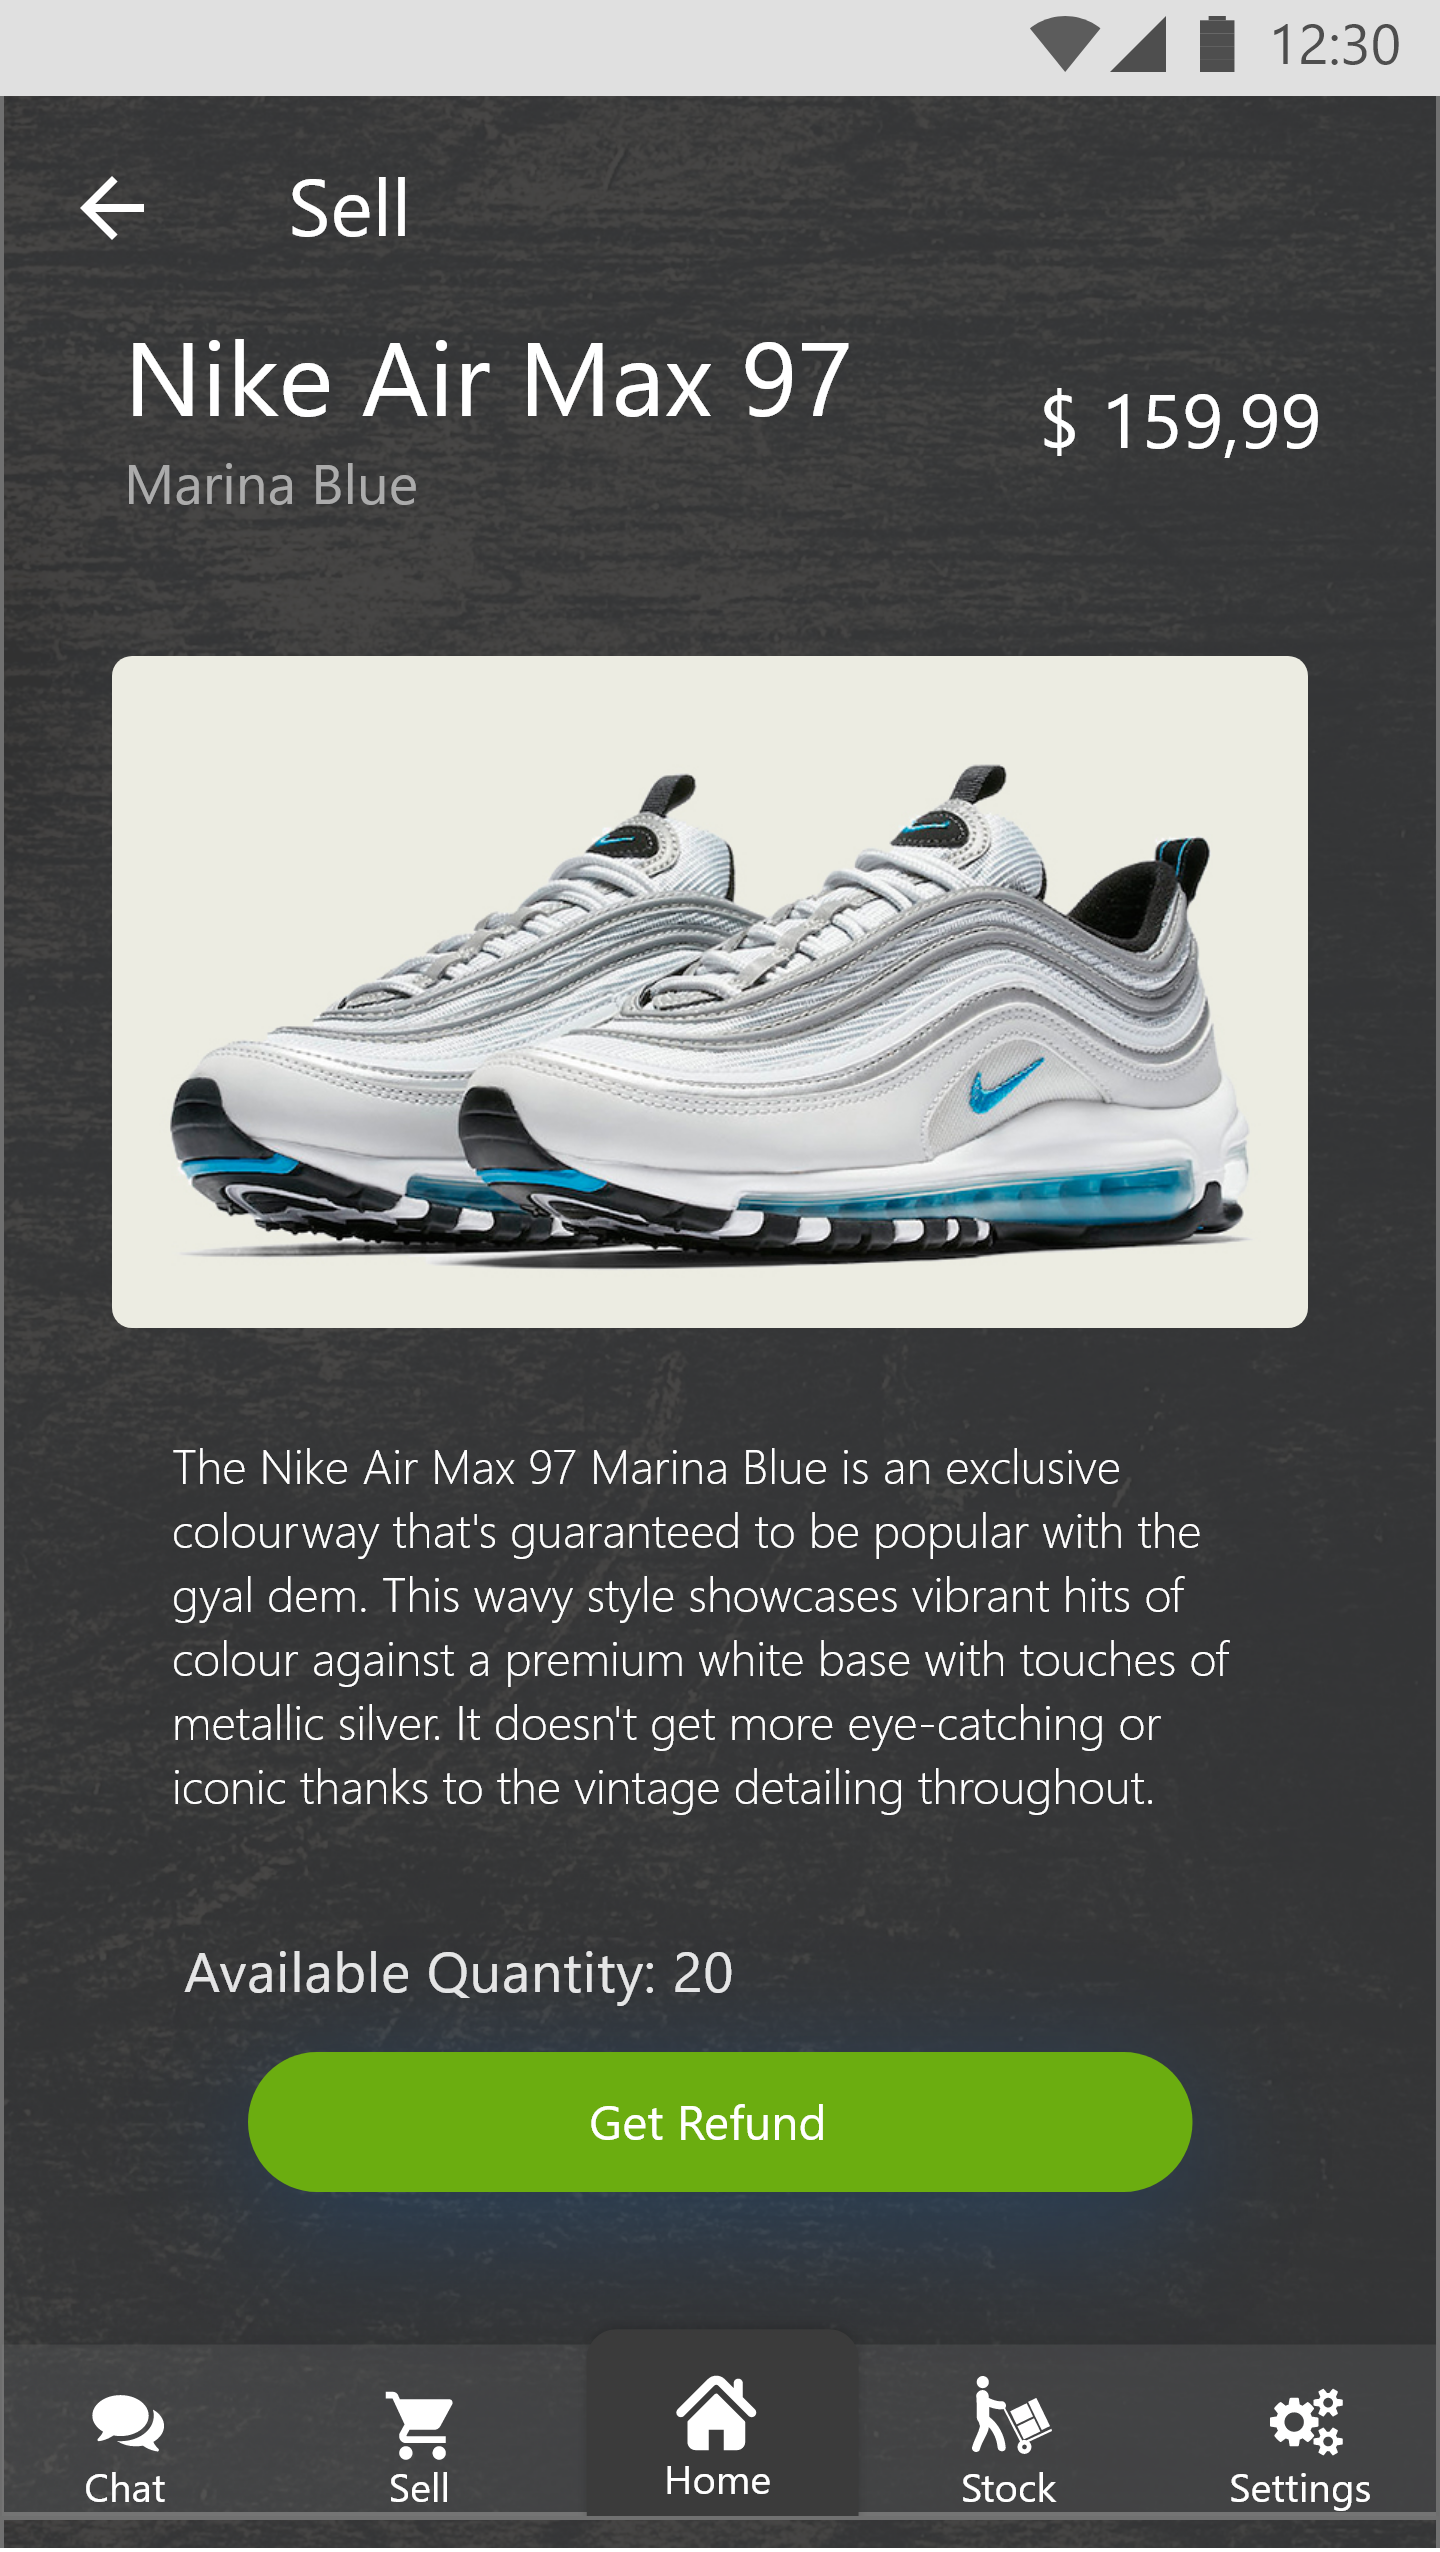 12:30
Sell
Nike Air Max 97
$ 159,99
Marina Blue
The Nike Air Max 97 Marina Blue is an exclusive
colourway that's guaranteed to be popular with the
gyal dem. This wavy style showcases vibrant hits of
colour against a premium white base with touches of
metallic silver. It doesn't get more eye-catching or
iconic thanks to the vintage detailing throughout.
Available Quantity: 20
Get Refund
Chat
Sell
Home
Stock
Settings